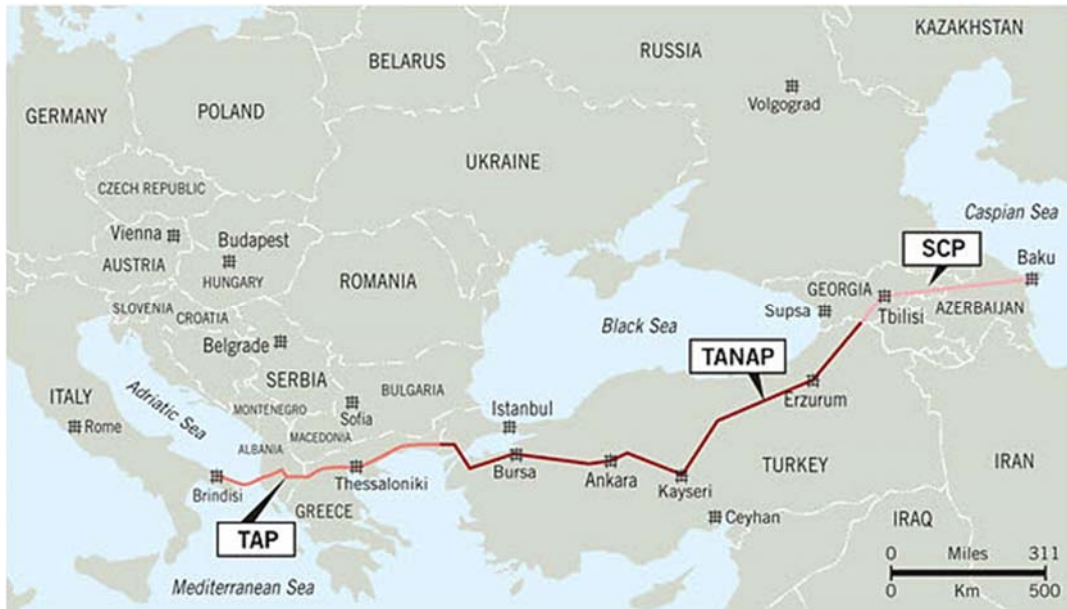 KAZAKHSTAN
RUSSIA
BELARUS
Volgograd
GERMANY
POLAND
UKRAINE
CZECH REPUBLIC
Caspian Sea
Vienna
Budapest
SCP
Baku
AUSTRIA
HUNGARY
ROMANIA
GEORGIA
SLOVENIA
CROATIA
Supsa
Tbilisi
AZERBAIJAN
Black Sea
Belgrade
TANAP
SERBIA
BULGARIA
Adriatic Sea
ITALY
Erzurum
MONTENEGRO
Sofia
Istanbul
Rome
MACEDONIA
ALBANIA
Bursa
Ankara
Kayseri
TURKEY
IRAN
Brindisi
Thessaloniki
GREECE
Ceyhan
IRAQ
TAP
0 Miles 311
0 Km 500
Mediterranean Sea